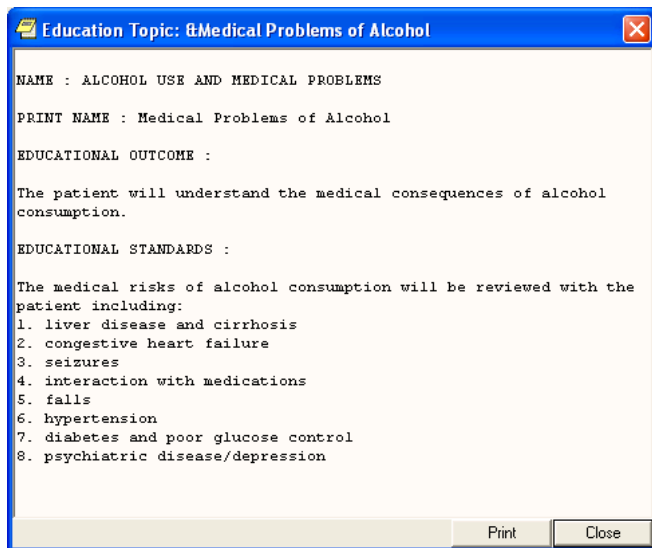 Education Topic: &Medical Problems of Alcohol
NAME : ALCOHOL USE AND MEDICAL PROBLEMS
PRINT NAME : Medical Problems of Alcohol
EDUCATIONAL OUTCOME :
The patient will understand the medical consequences of alcohol
consumption.
EDUCATIONAL STANDARDS :
The medical risks of alcohol consumption will be reviewed with the
patient including:
1. liver disease and cirrhosis
2. congestive heart failure
3. seizures
4. interaction with medications
5. falls
6. hypertension
7. diabetes and poor glucose control
8. psychiatric disease/depression
Print Close